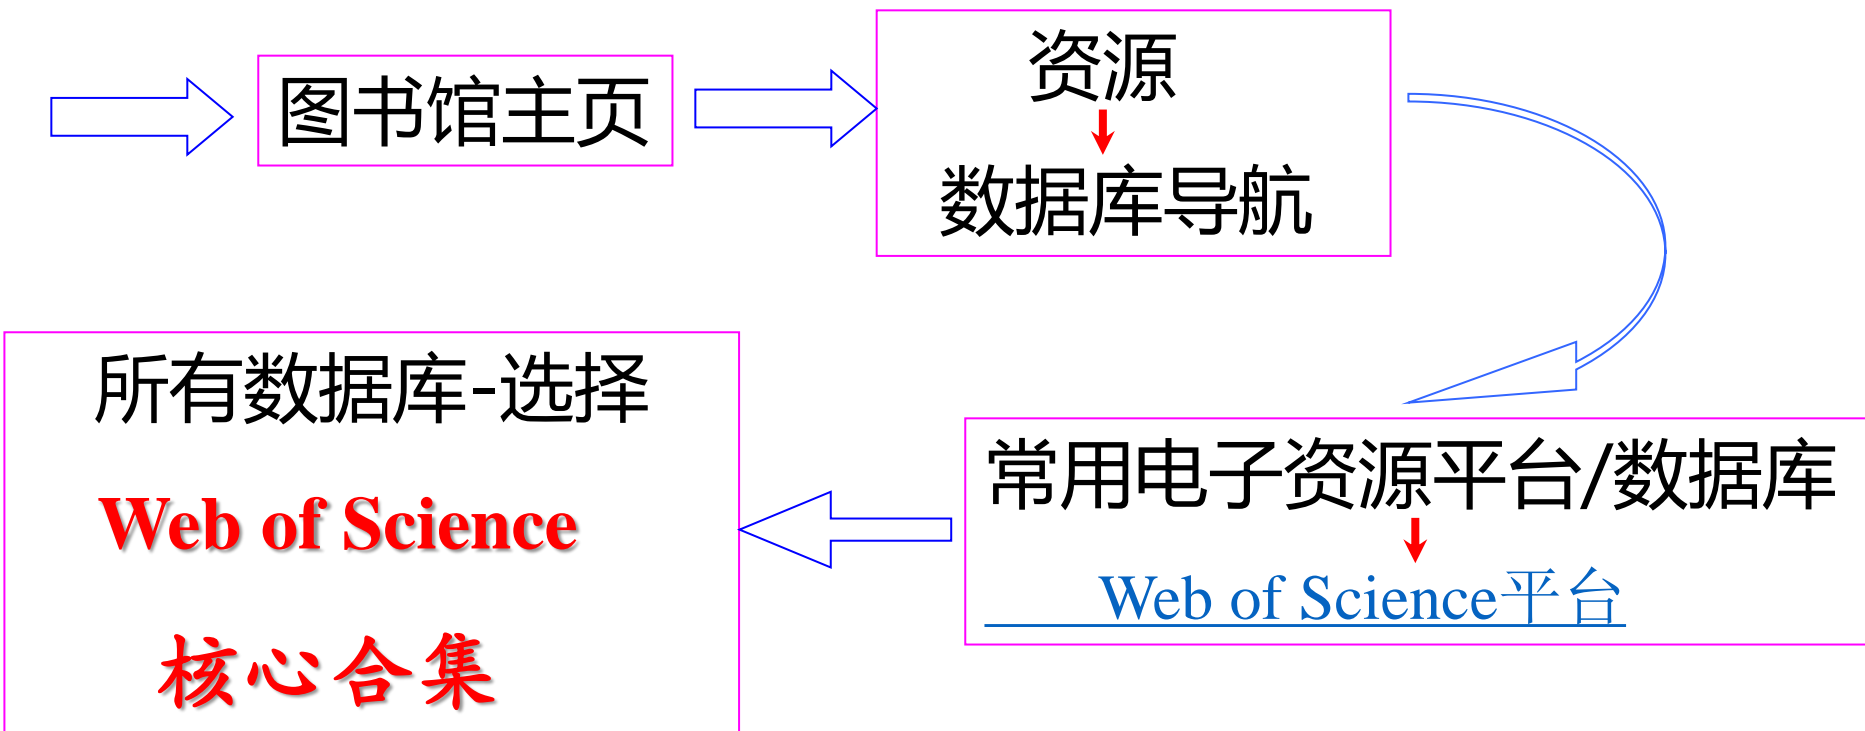 图书馆主页
资源
数据库导航
常用电子资源平台/数据库
Web of Science平台
所有数据库-选择
Web of Science
核心合集